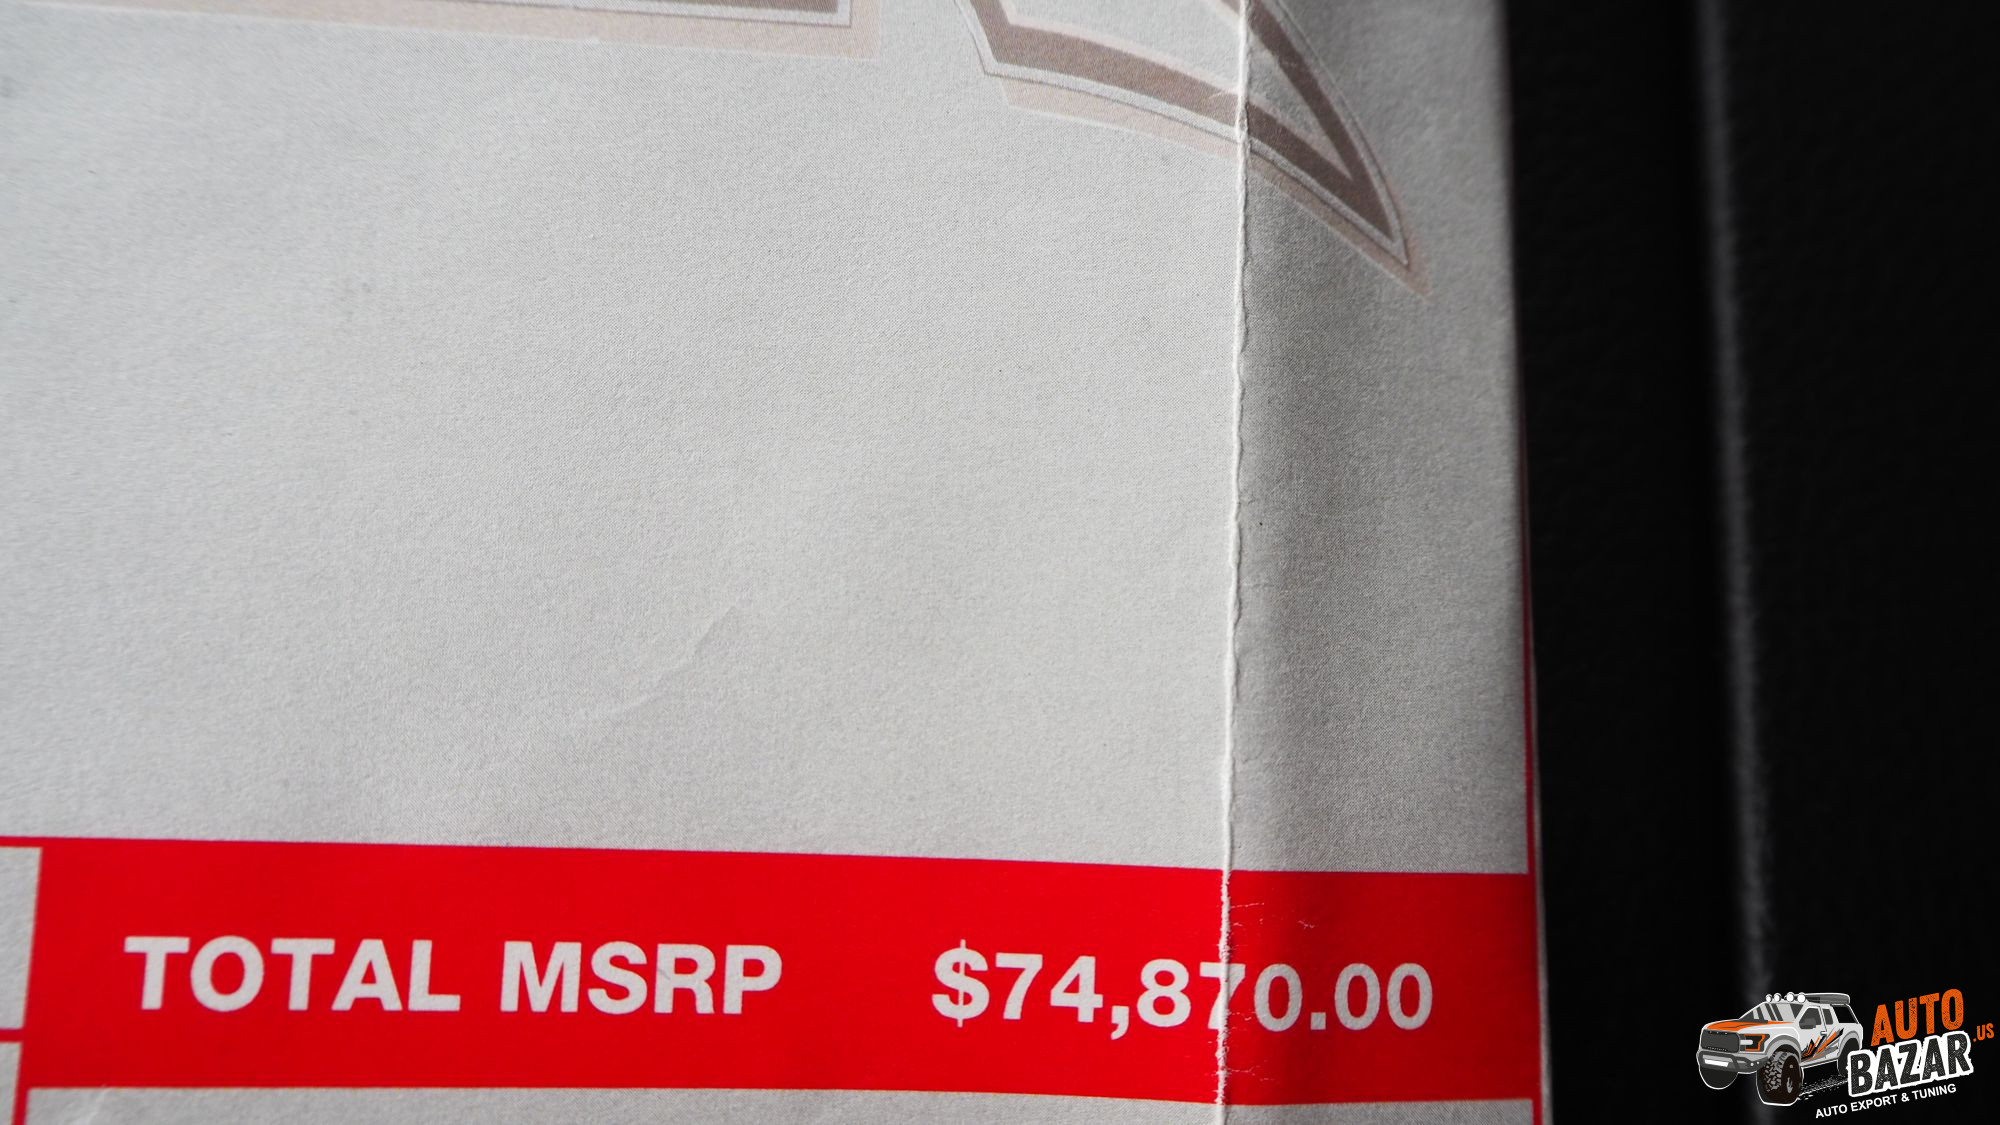 TOTAL MSRP $74,870.00
AUTO
BAZAR.US
AUTO EXPORT & TUNING